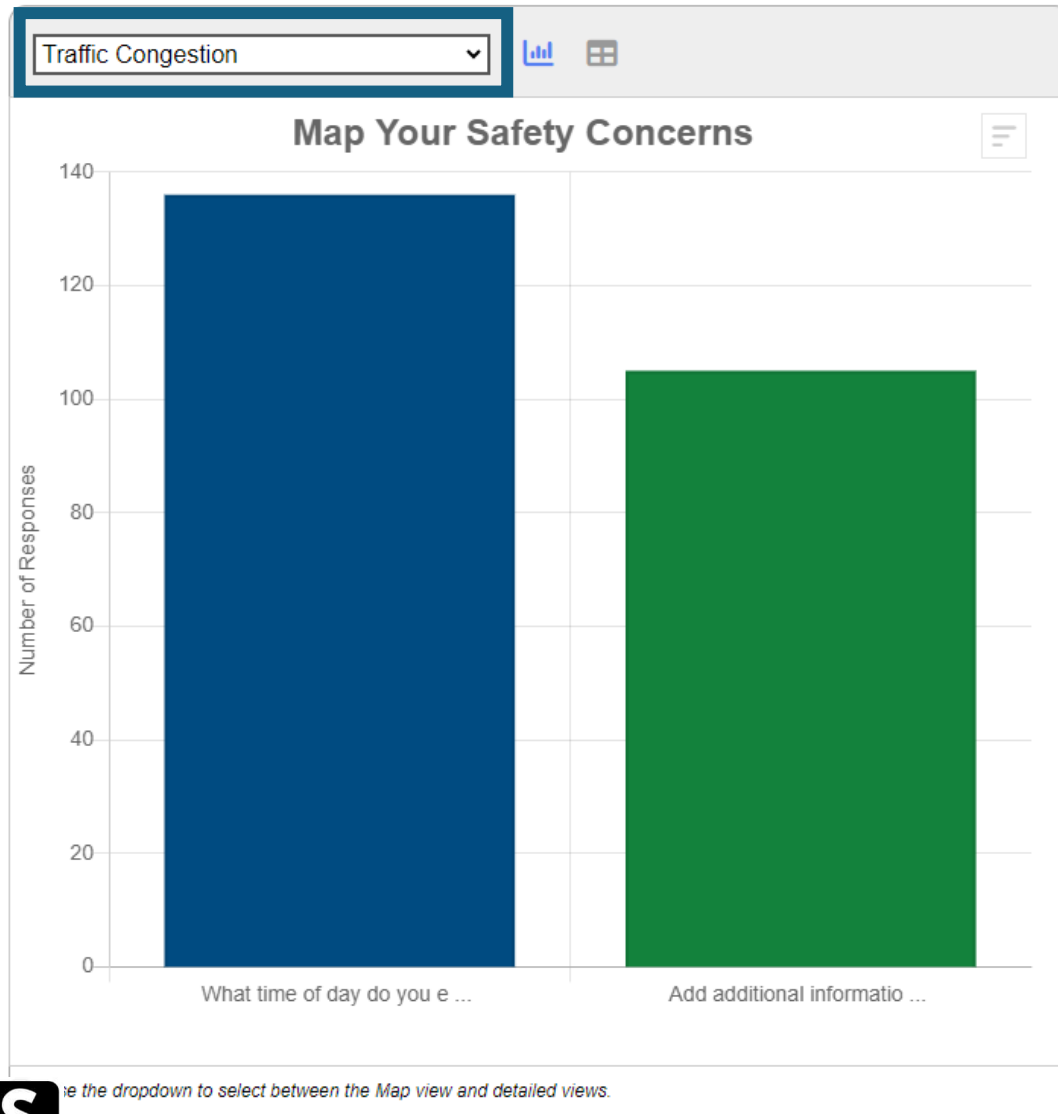 Traffic Congestion
Map Your Safety Concerns
140
120
100
80
60
40
20
0
Number of Responses
What time of day do you e ...
Add additional informatio ...
the dropdown to select between the Map view and detailed views.
S